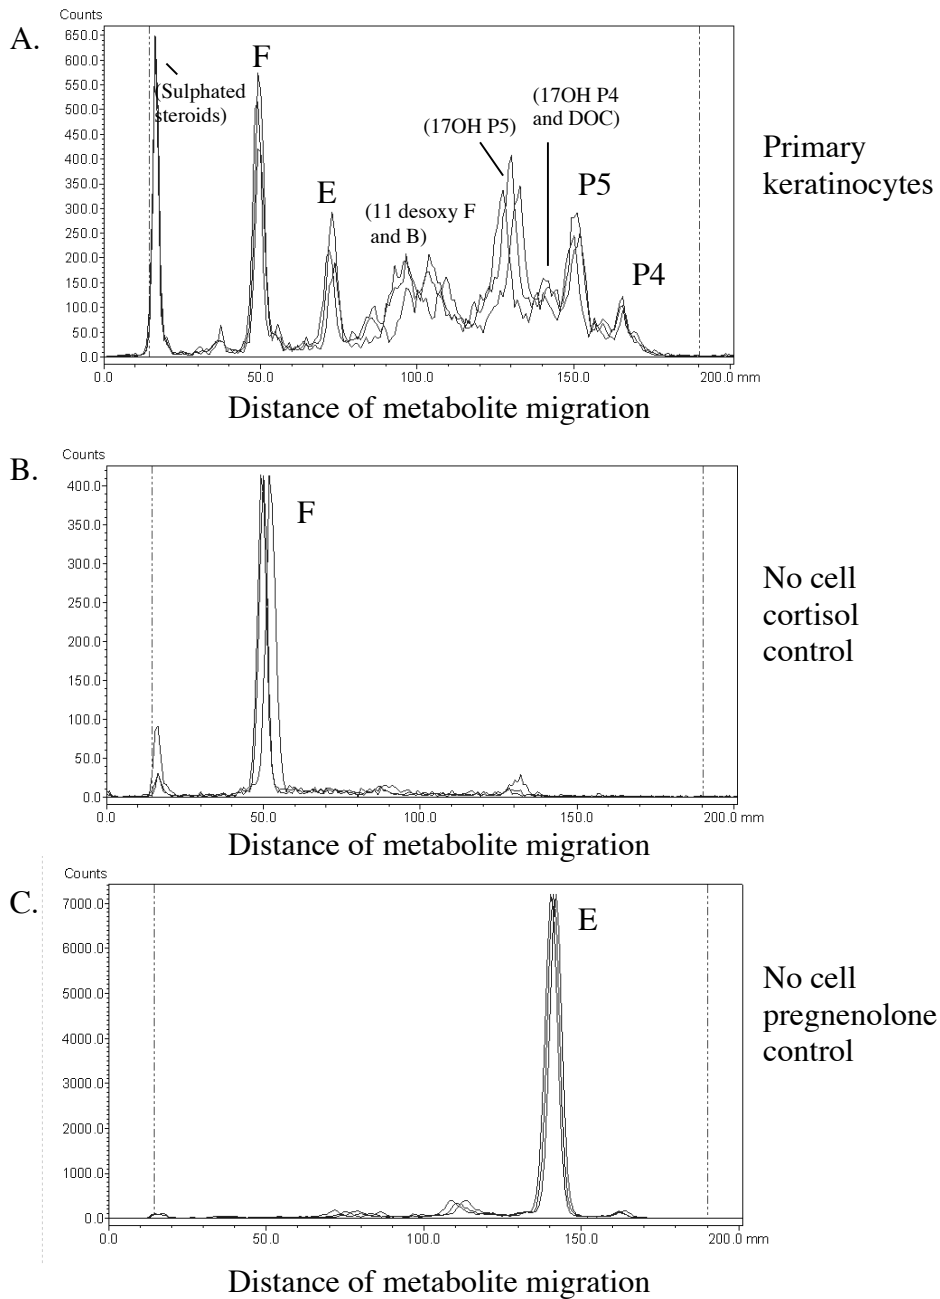 A.
Counts
650.0
600.0
550.0
500.0
450.0
400.0
350.0
300.0
250.0
200.0
150.0
100.0
50.0
0.0
(Sulphated
steroids)
F
E
(11 desoxy F
and B)
(17OH P5)
(17OH P4
and DOC)
P5
P4
Primary
keratinocytes
0.0 50.0 100.0 150.0 200.0 mm
Distance of metabolite migration
B.
Counts
400.0
350.0
300.0
250.0
200.0
150.0
100.0
50.0
0.0
F
No cell
cortisol
control
0.0 50.0 100.0 150.0 200.0 mm
Distance of metabolite migration
C.
Counts
7000.0
6000.0
5000.0
4000.0
3000.0
2000.0
1000.0
0.0
E
No cell
pregnenolone
control
0.0 50.0 100.0 150.0 200.0 mm
Distance of metabolite migration